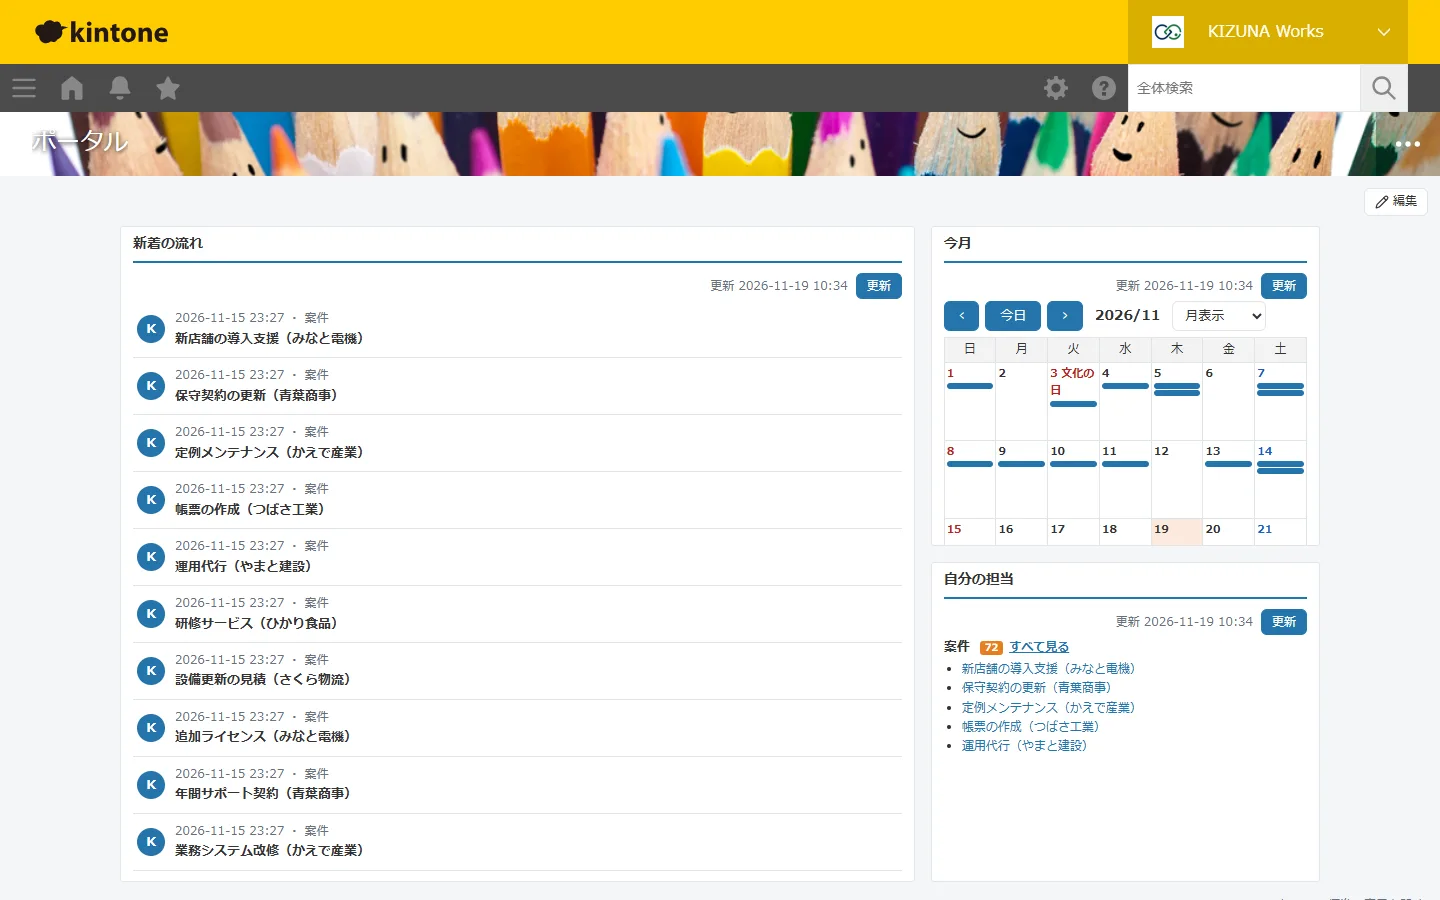 kintone
KIZUNA Works
全体検索
ポータル
編集
新着の流れ
更新 2026-11-19 10:34 更新
K
2026-11-15 23:27 ・ 案件
新店舗の導入支援（みなと電機）
K
2026-11-15 23:27 ・ 案件
保守契約の更新（青葉商事）
K
2026-11-15 23:27 ・ 案件
定例メンテナンス（かえで産業）
K
2026-11-15 23:27 ・ 案件
帳票の作成（つばさ工業）
K
2026-11-15 23:27 ・ 案件
運用代行（やまと建設）
K
2026-11-15 23:27 ・ 案件
研修サービス（ひかり食品）
K
2026-11-15 23:27 ・ 案件
設備更新の見積（さくら物流）
K
2026-11-15 23:27 ・ 案件
追加ライセンス（みなと電機）
K
2026-11-15 23:27 ・ 案件
年間サポート契約（青葉商事）
K
2026-11-15 23:27 ・ 案件
業務システム改修（かえで産業）
今月
更新 2026-11-19 10:34 更新
‹ 今日 › 2026/11 月表示
日 月 火 水 木 金 土
1 2 3 文化の日 4 5 6 7
8 9 10 11 12 13 14
15 16 17 18 19 20 21
自分の担当
更新 2026-11-19 10:34 更新
案件 72 すべて見る
新店舗の導入支援（みなと電機）
保守契約の更新（青葉商事）
定例メンテナンス（かえで産業）
帳票の作成（つばさ工業）
運用代行（やまと建設）